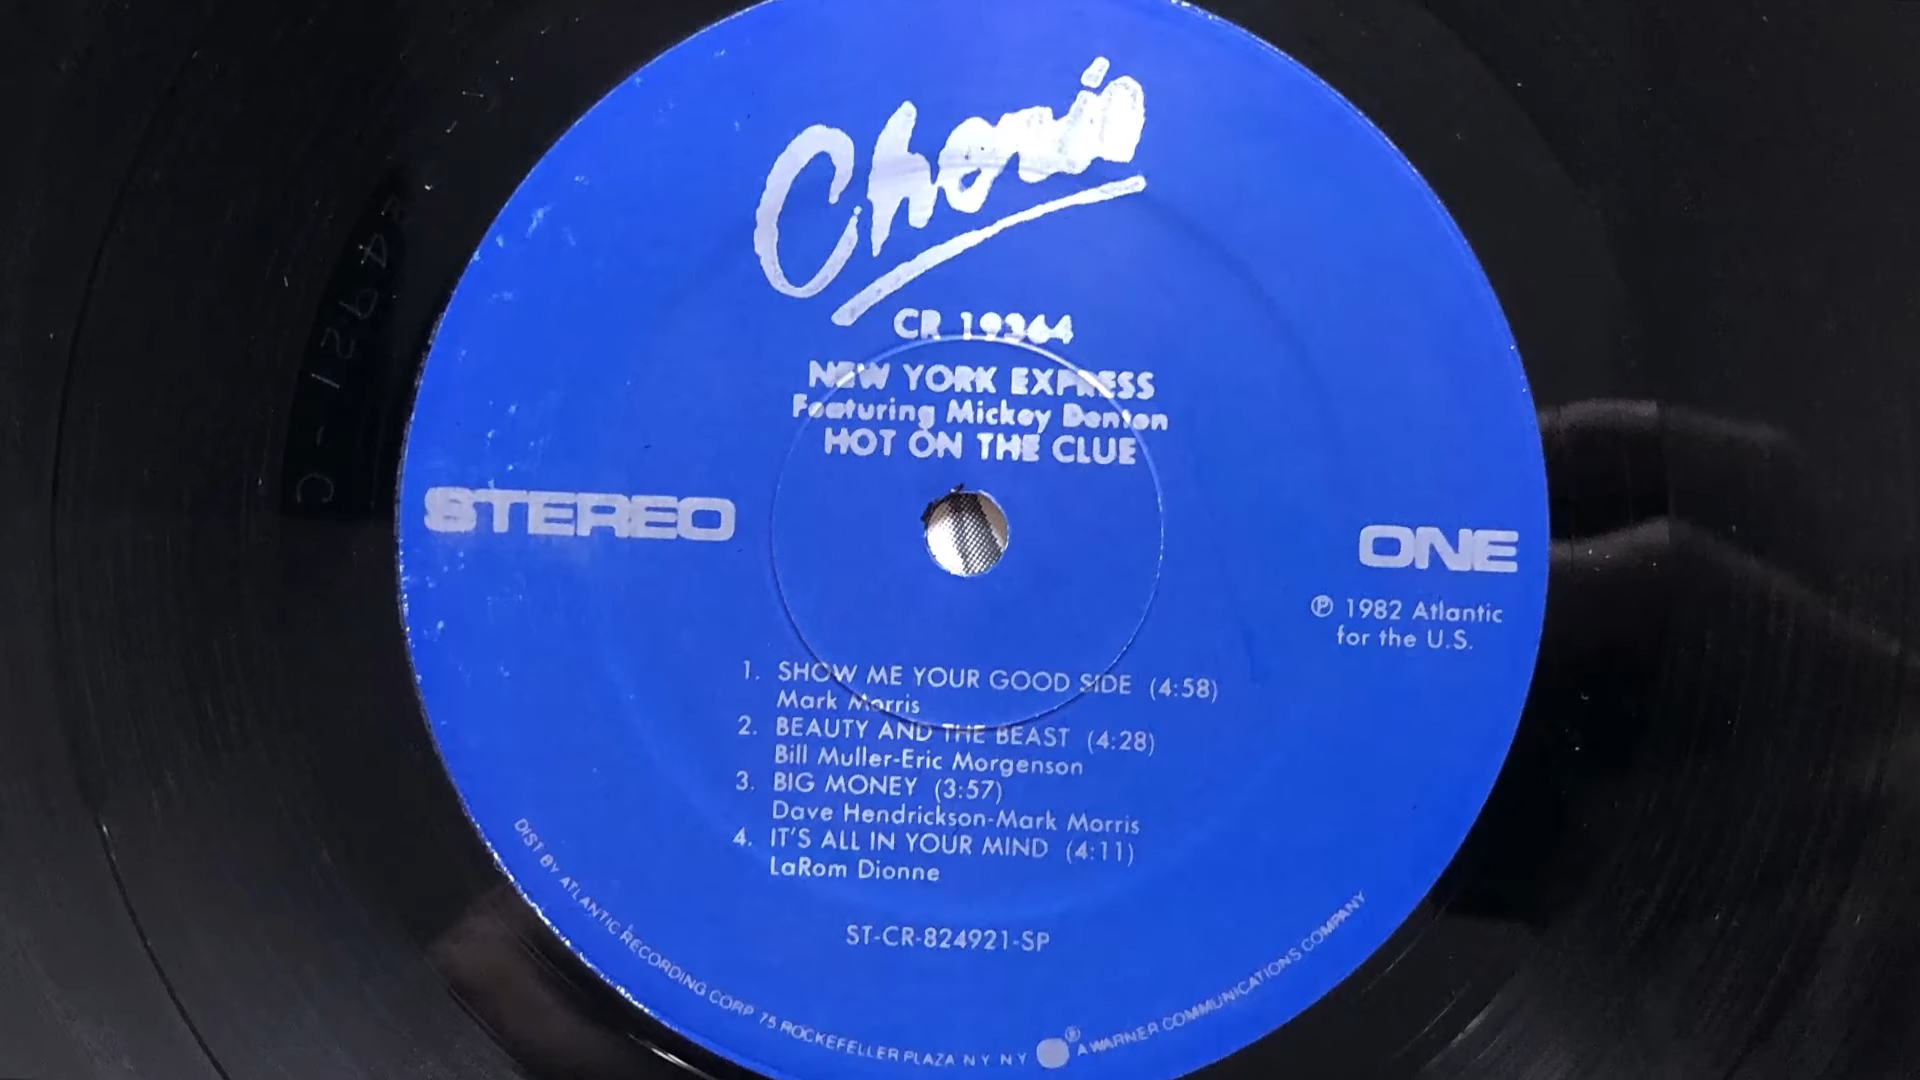 Choric
CR 19364
NEW YORK EXPRESS
Featuring Mickey Denton
HOT ON THE CLUE
STEREO
ONE
℗ 1982 Atlantic
for the U.S.
1. SHOW ME YOUR GOOD SIDE (4:58)
Mark Morris
2. BEAUTY AND THE BEAST (4:28)
Bill Muller-Eric Morgenson
3. BIG MONEY (3:57)
Dave Hendrickson-Mark Morris
4. IT'S ALL IN YOUR MIND (4:11)
LaRom Dionne
ST-CR-824921-SP
DIST BY ATLANTIC RECORDING CORP 75 ROCKEFELLER PLAZA N Y N Y ® A WARNER COMMUNICATIONS COMPANY